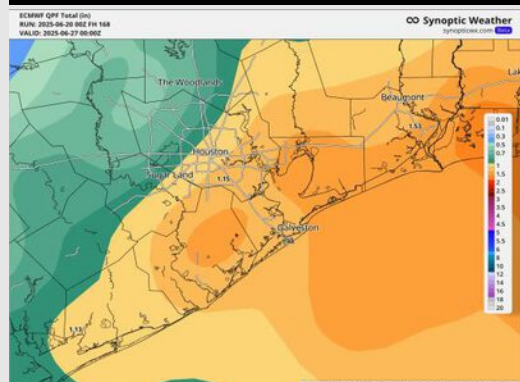 ECMWF QPF Total (in)
RUN: 2025-06-20 00Z FH 168
VALID: 2025-06-27 00:00Z
Synoptic Weather
synopticwx.com Beta
The Woodlands
Beaumont
Lak
1.53
Houston
Sugar Land
1.15
Galveston
1.13
0.01
0.1
0.3
0.5
0.7
1
1.5
2
2.5
3
3.5
4
4.5
5
5.5
6
8
10
12
14
16
18
20